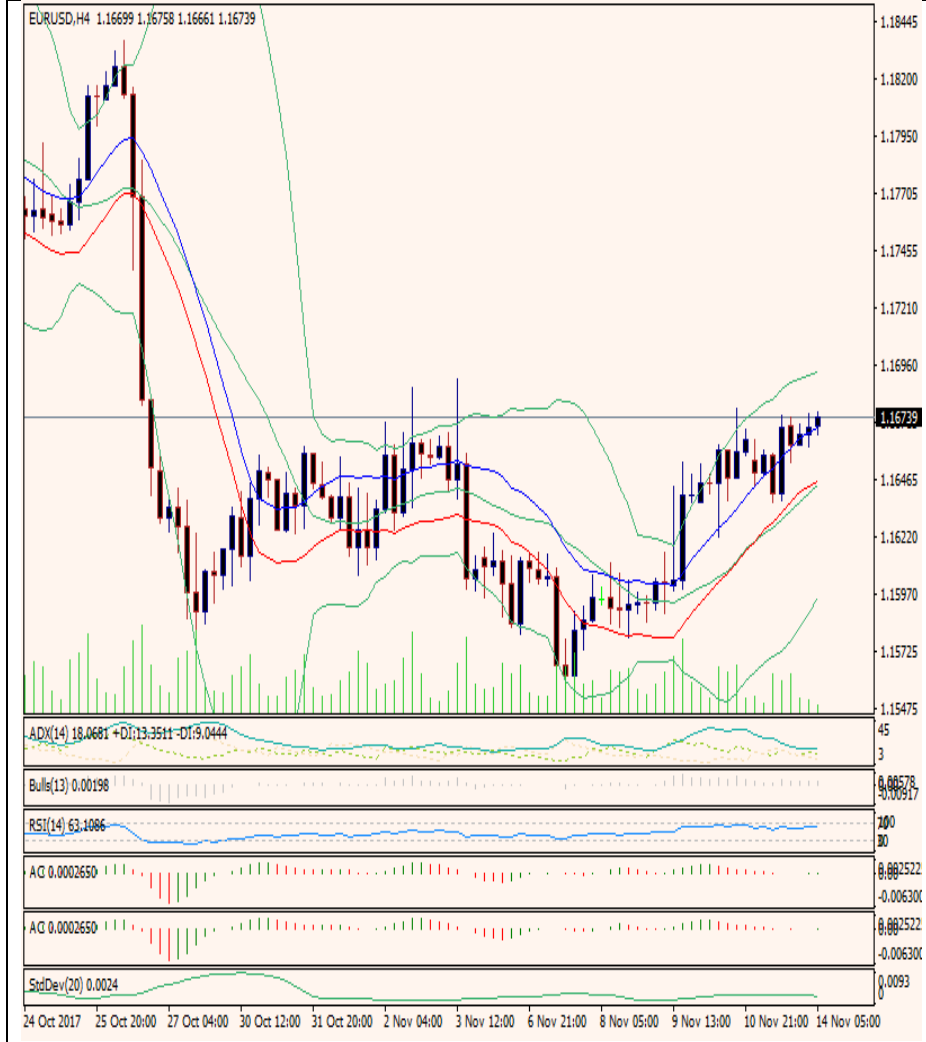 EURUSD,H4 1.16699 1.16758 1.16661 1.16739
1.18445
1.18200
1.17950
1.17705
1.17455
1.17210
1.16960
1.16739
1.16465
1.16220
1.15970
1.15725
1.15475
ADX(14) 18.0681 +DI:13.3511 -DI:9.0444
45
3
Bulls(13) 0.00198
0.00578
-0.00917
RSI(14) 63.1086
100
AC 0.0002650
-0.006300
AC 0.0002650
-0.006300
StdDev(20) 0.0024
0.0093
0
24 Oct 2017 25 Oct 20:00 27 Oct 04:00 30 Oct 12:00 31 Oct 20:00 2 Nov 04:00 3 Nov 12:00 6 Nov 21:00 8 Nov 05:00 9 Nov 13:00 10 Nov 21:00 14 Nov 05:00